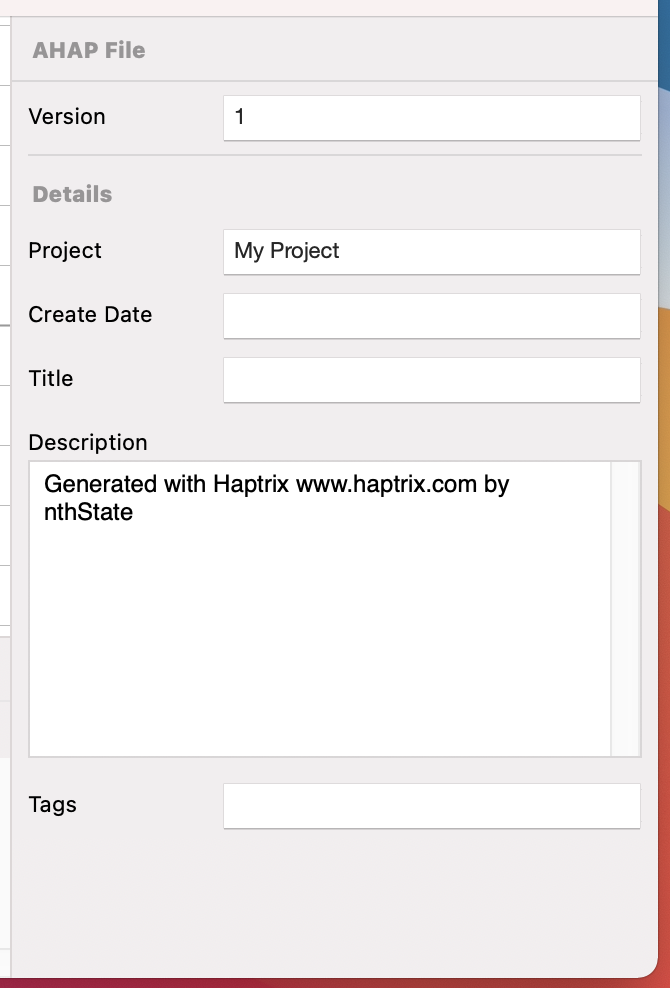 AHAP File
Version
1
Details
Project
My Project
Create Date
Title
Description
Generated with Haptrix www.haptrix.com by
nthState
Tags